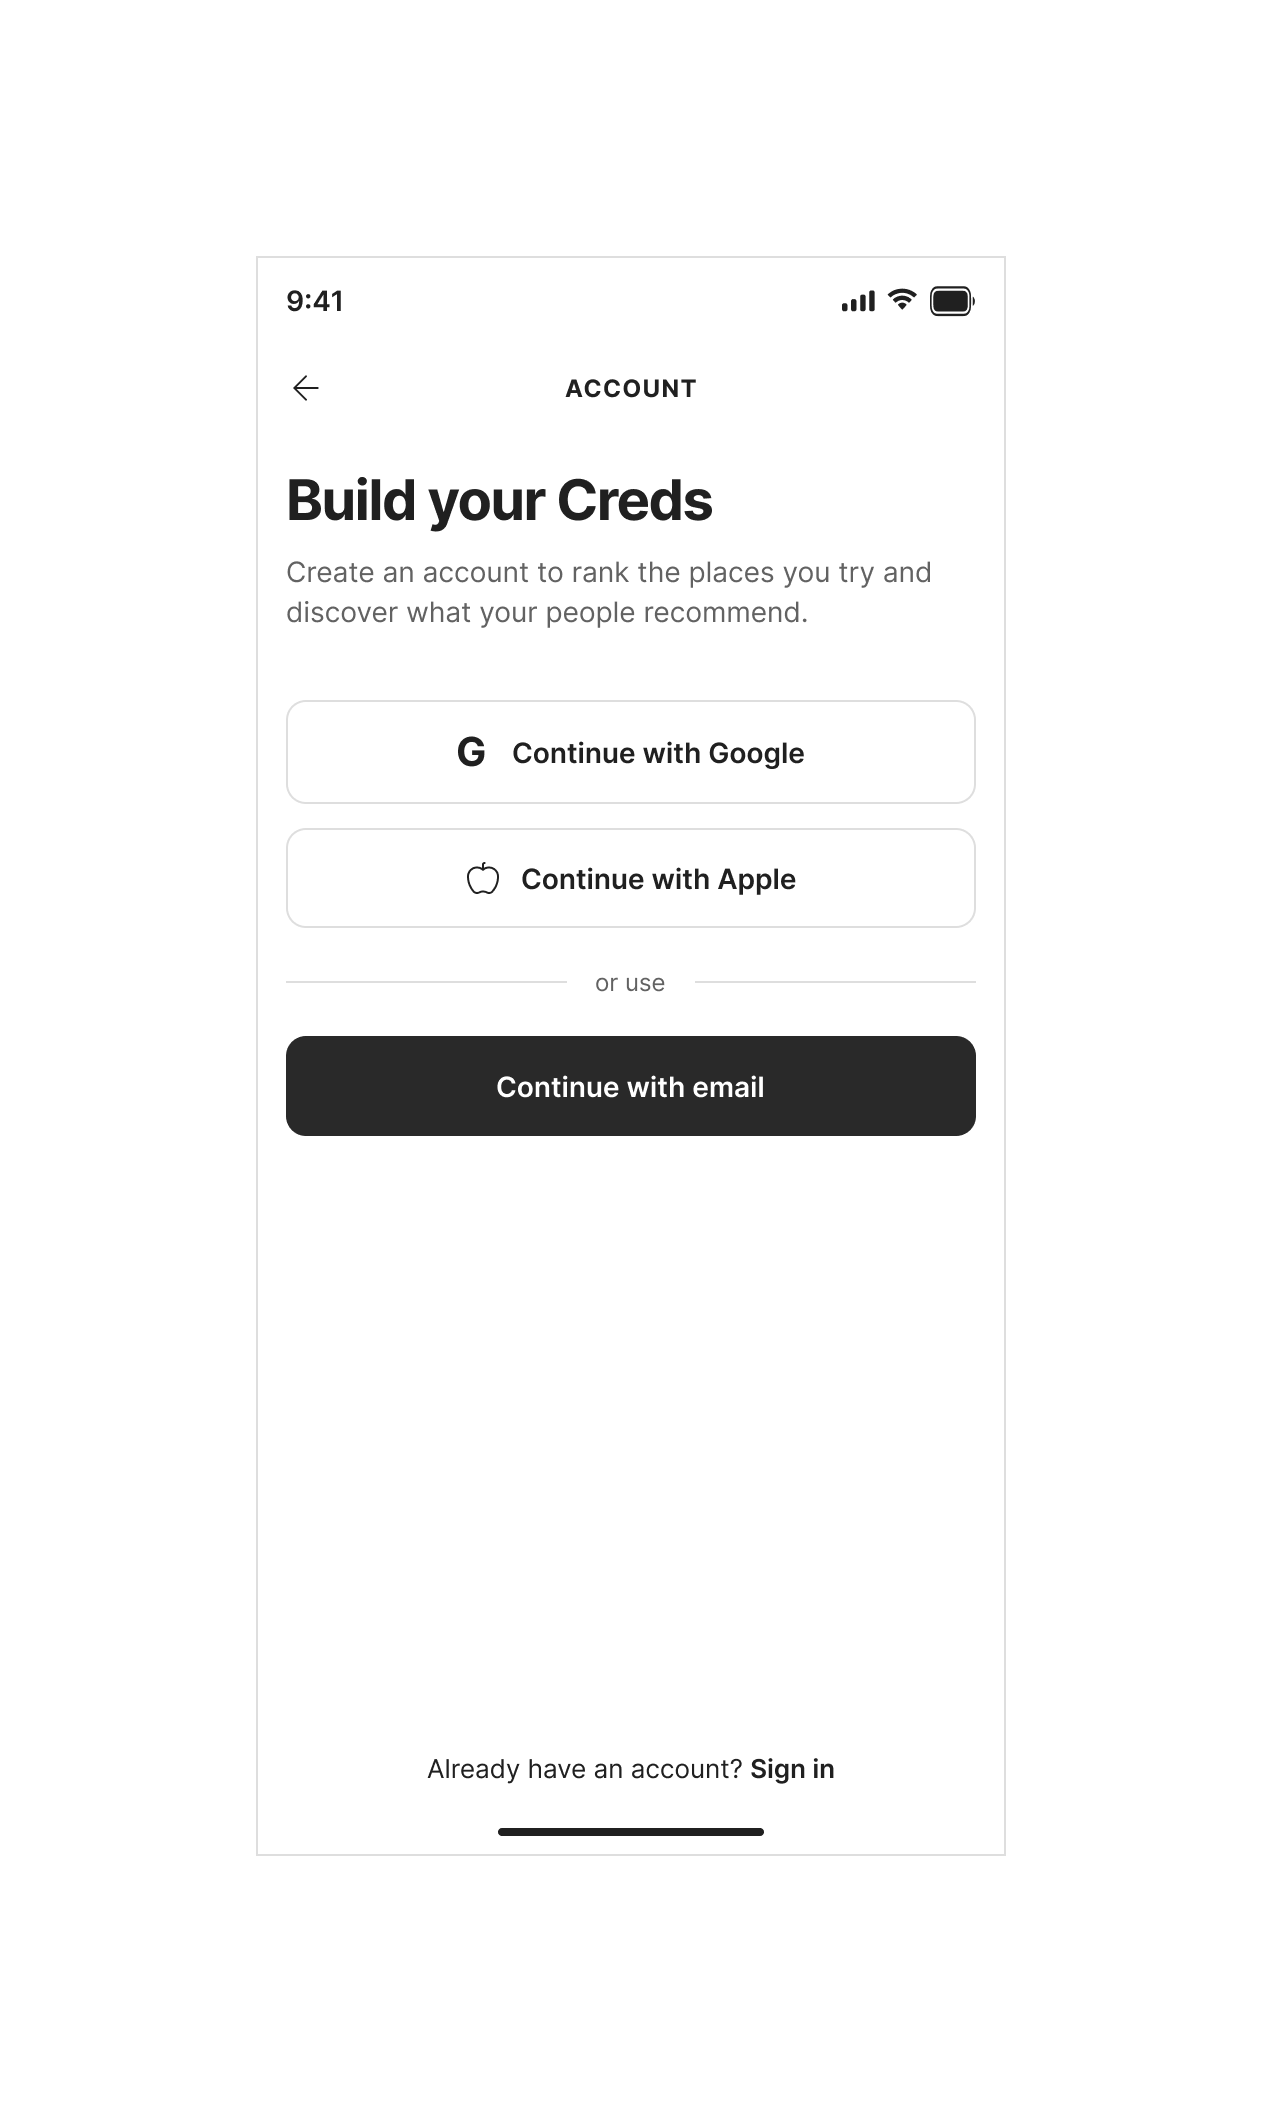 9:41
ACCOUNT
Build your Creds
Create an account to rank the places you try and
discover what your people recommend.
G Continue with Google
Continue with Apple
or use
Continue with email
Already have an account? Sign in